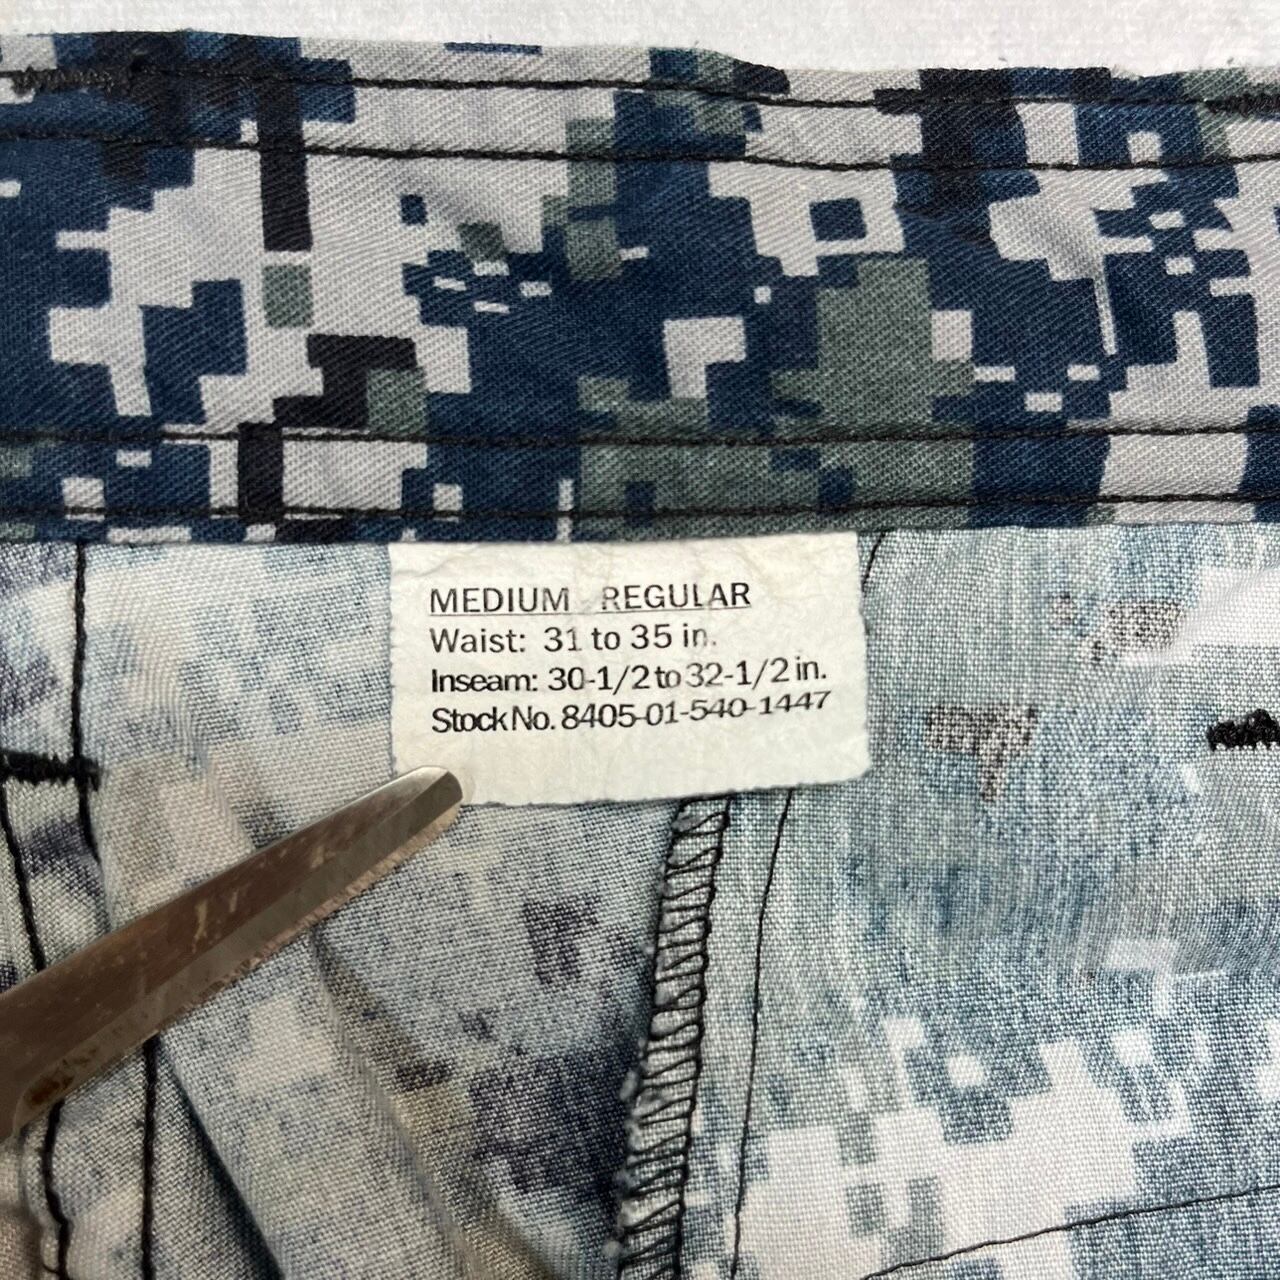 MEDIUM REGULAR
Waist: 31 to 35 in.
Inseam: 30-1/2 to 32-1/2 in.
Stock No. 8405-01-540-1447